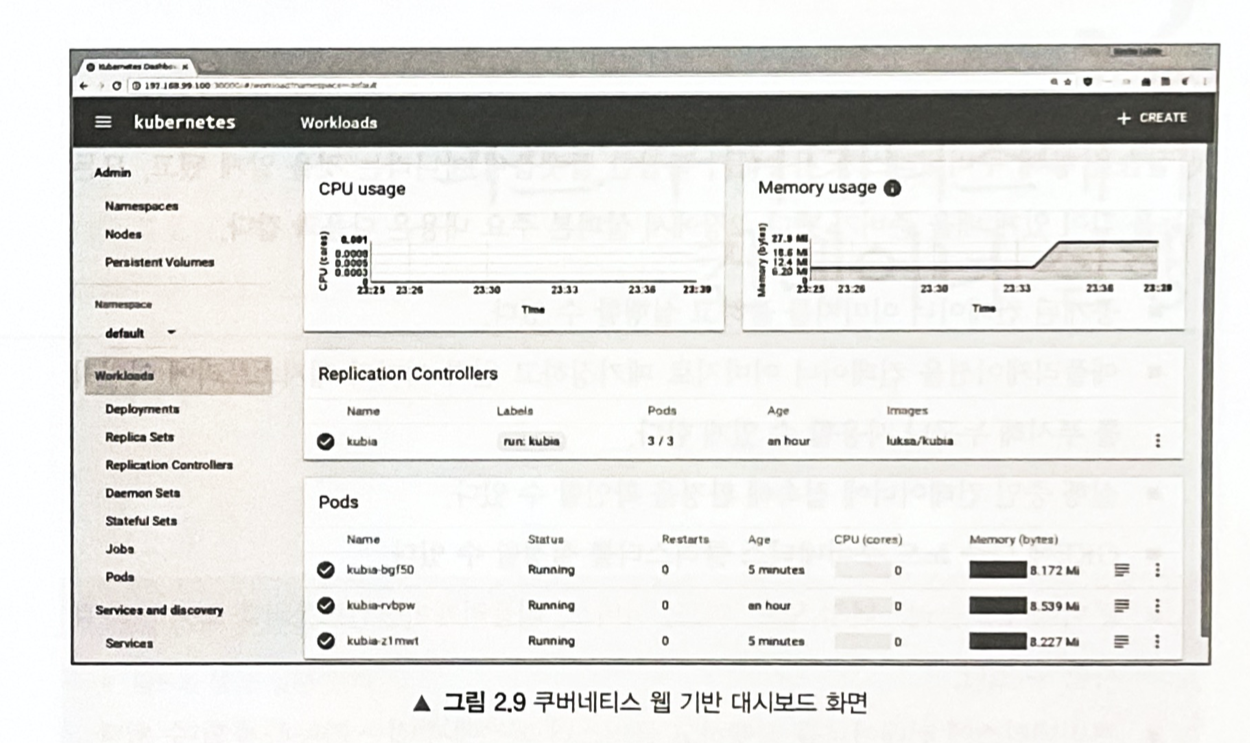 Kubernetes Dashbo
192.168.99.100:30000/#/workload?namespace=default
kubernetes Workloads + CREATE
Admin
Namespaces
Nodes
Persistent Volumes
Namespace
default
Workloads
Deployments
Replica Sets
Replication Controllers
Daemon Sets
Stateful Sets
Jobs
Pods
Services and discovery
Services
CPU usage
CPU (cores)
0.001
0.0008
0.0005
0.0003
0
23:25 23:26 23:30 23:33 23:36 23:39
Time
Memory usage
Memory (bytes)
27.9 Mi
18.6 Mi
12.4 Mi
6.20 Mi
0
23:25 23:26 23:30 23:33 23:36 23:39
Time
Replication Controllers
Name Labels Pods Age Images
kubia run: kubia 3 / 3 an hour luksa/kubia
Pods
Name Status Restarts Age CPU (cores) Memory (bytes)
kubia-bgf50 Running 0 5 minutes 0 8.172 Mi
kubia-rvbpw Running 0 an hour 0 8.539 Mi
kubia-z1mwt Running 0 5 minutes 0 8.227 Mi
▲ 그림 2.9 쿠버네티스 웹 기반 대시보드 화면